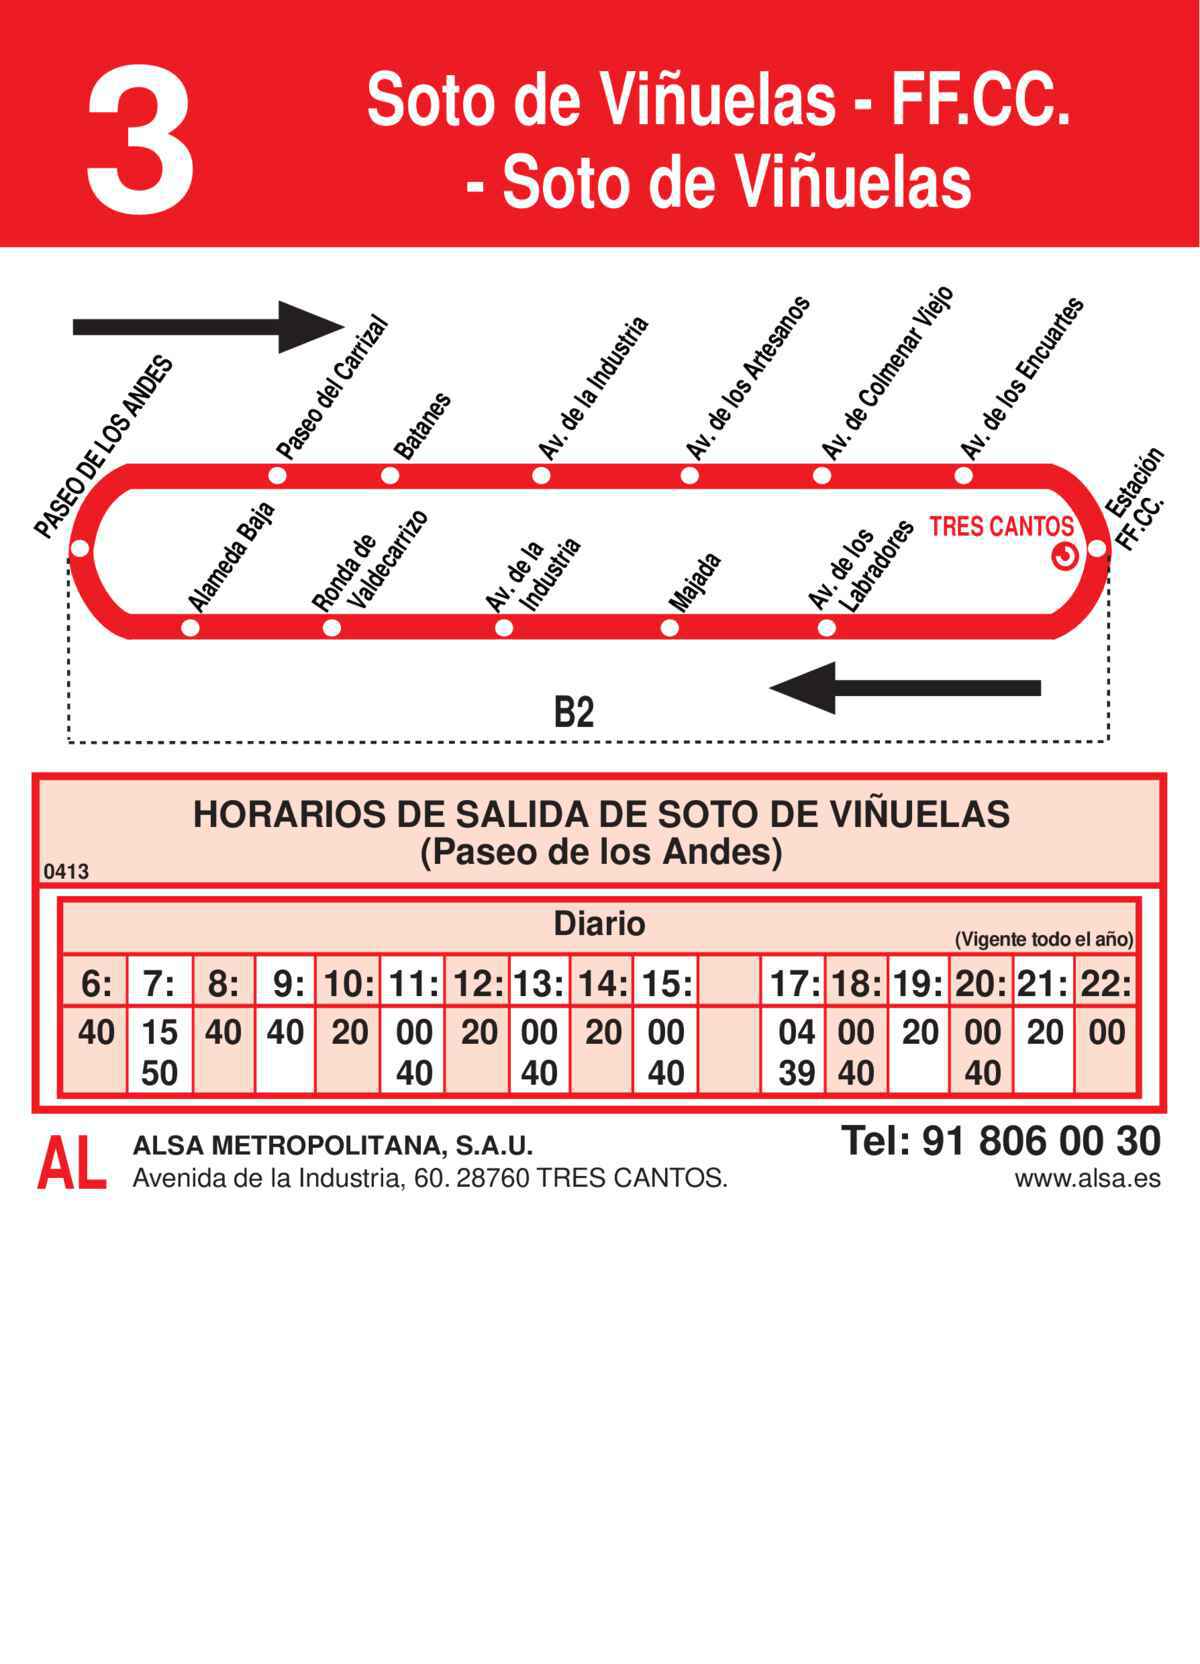 3
Soto de Viñuelas - FF.CC.
- Soto de Viñuelas
PASEO DE LOS ANDES
Paseo del Carrizal
Batanes
Av. de la Industria
Av. de los Artesanos
Av. de Colmenar Viejo
Av. de los Encuartes
Estación
FF.CC.
TRES CANTOS
Alameda Baja
Ronda de
Valdecarrizo
Av. de la
Industria
Majada
Av. de los
Labradores
B2
HORARIOS DE SALIDA DE SOTO DE VIÑUELAS
(Paseo de los Andes)
0413
Diario
(Vigente todo el año)
6: 7: 8: 9: 10: 11: 12: 13: 14: 15: 17: 18: 19: 20: 21: 22:
40 15 40 40 20 00 20 00 20 00 04 00 20 00 20 00
50 40 40 40 39 40 40
AL
ALSA METROPOLITANA, S.A.U.
Avenida de la Industria, 60. 28760 TRES CANTOS.
Tel: 91 806 00 30
www.alsa.es